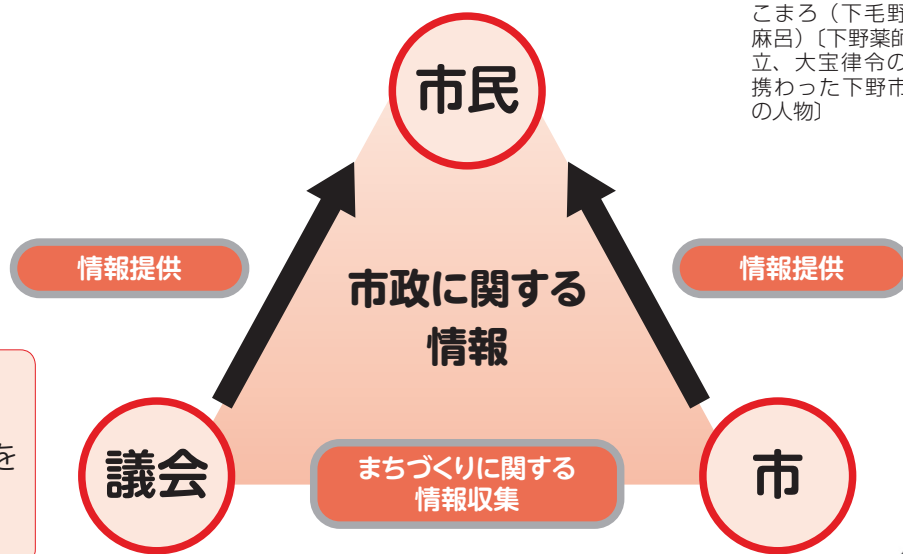 こまろ（下毛野
麻呂）〔下野薬師
立、大宝律令の
携わった下野市
の人物〕
市民
情報提供
情報提供
市政に関する
情報
を
議会
まちづくりに関する
情報収集
市